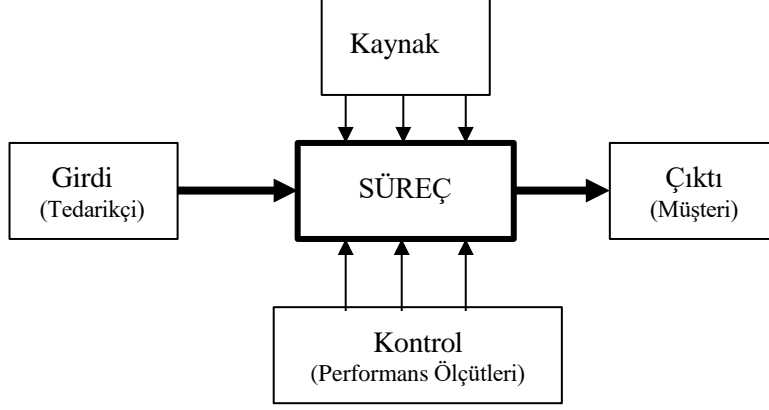 Kaynak
Girdi
(Tedarikçi)
SÜREÇ
Çıktı
(Müşteri)
Kontrol
(Performans Ölçütleri)